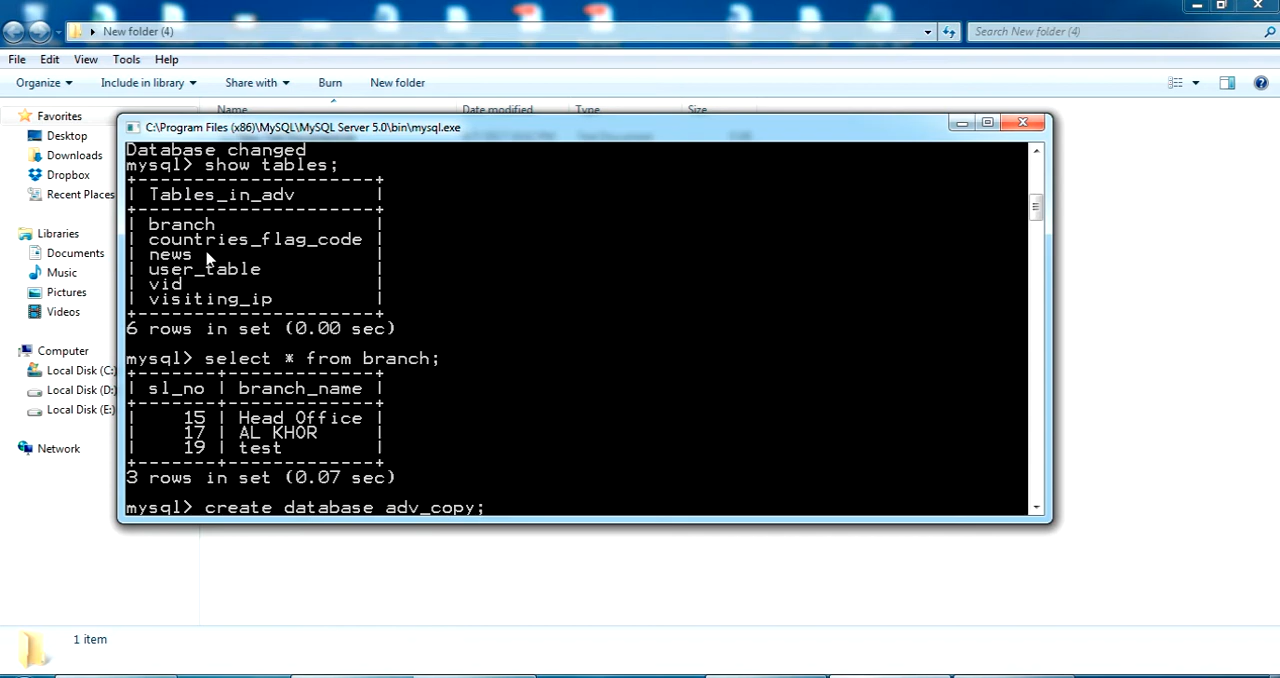 New folder (4)
Search New folder (4)
File Edit View Tools Help
Organize Include in library Share with Burn New folder
Name Date modified Type Size
Favorites
Desktop
Downloads
Dropbox
Recent Places
Libraries
Documents
Music
Pictures
Videos
Computer
Local Disk (C:)
Local Disk (D:)
Local Disk (E:)
Network
C:\Program Files (x86)\MySQL\MySQL Server 5.0\bin\mysql.exe
Database changed
mysql> show tables;
+----------------------+
| Tables_in_adv |
+----------------------+
| branch |
| countries_flag_code |
| news |
| user_table |
| vid |
| visiting_ip |
+----------------------+
6 rows in set (0.00 sec)
mysql> select * from branch;
+-------+-------------+
| sl_no | branch_name |
+-------+-------------+
| 15 | Head Office |
| 17 | AL KHOR |
| 19 | test |
+-------+-------------+
3 rows in set (0.07 sec)
mysql> create database adv_copy;
1 item